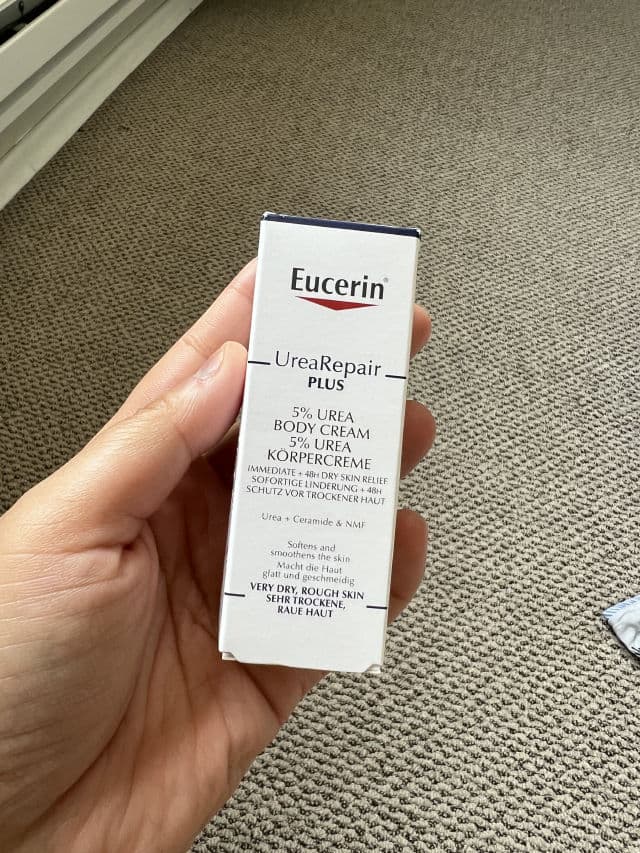 Eucerin®
UreaRepair
PLUS
5% UREA
BODY CREAM
5% UREA
KÖRPERCREME
IMMEDIATE + 48H DRY SKIN RELIEF
SOFORTIGE LINDERUNG + 48H
SCHUTZ VOR TROCKENER HAUT
Urea + Ceramide & NMF
Softens and
smoothens the skin
Macht die Haut
glatt und geschmeidig
VERY DRY, ROUGH SKIN
SEHR TROCKENE,
RAUE HAUT